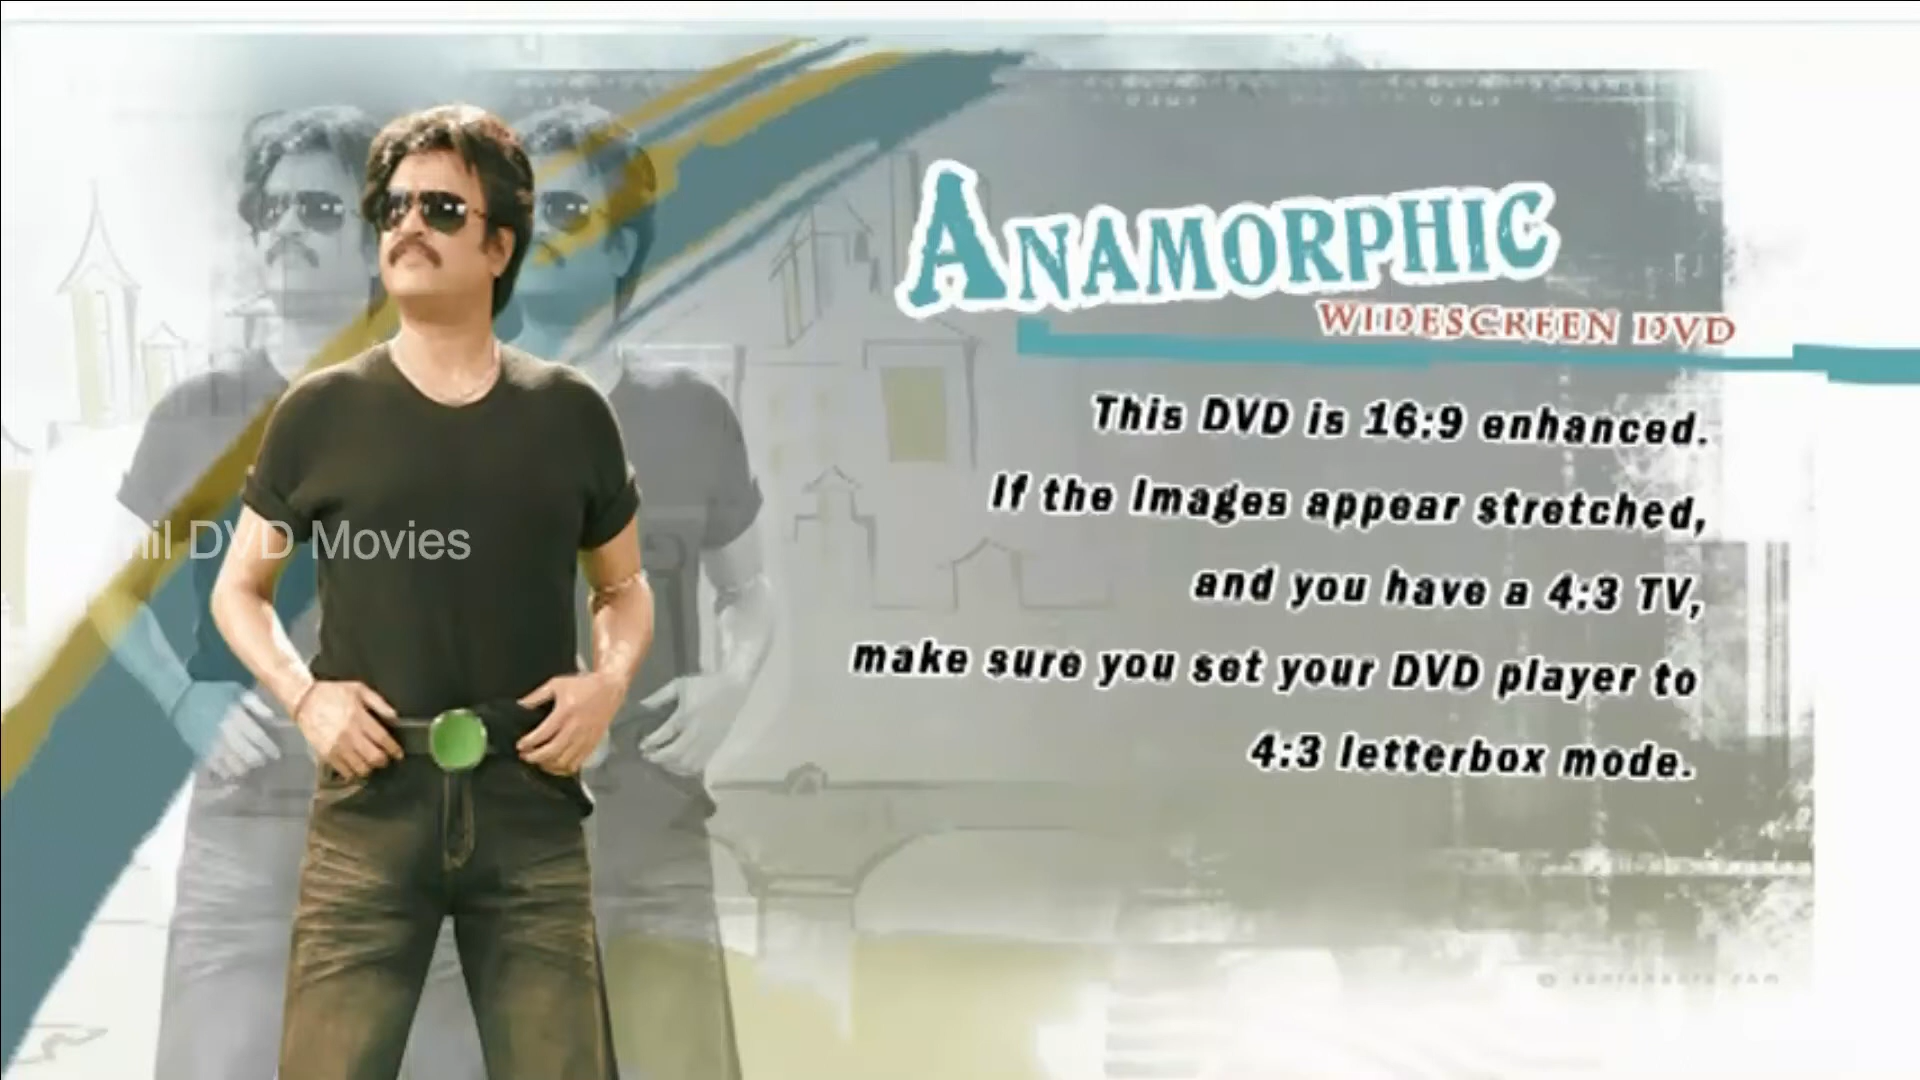 ANAMORPHIC
WIDESCREEN DVD
This DVD is 16:9 enhanced.
If the images appear stretched,
and you have a 4:3 TV,
make sure you set your DVD player to
4:3 letterbox mode.
mil DVD Movies